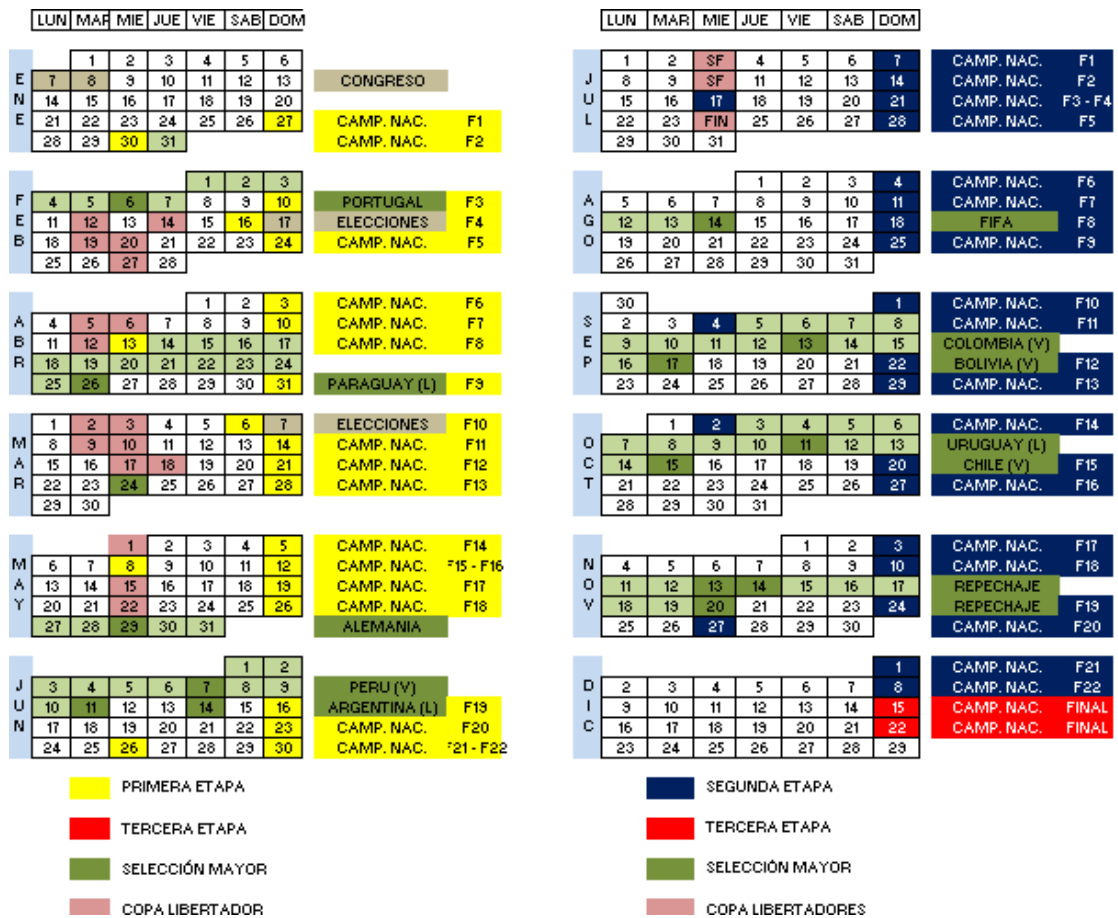 LUN MAR MIE JUE VIE SAB DOM
ENE
1 2 3 4 5 6
7 8 9 10 11 12 13 CONGRESO
14 15 16 17 18 19 20
21 22 23 24 25 26 27 CAMP. NAC. F1
28 29 30 31 CAMP. NAC. F2
FEB
1 2 3
4 5 6 7 8 9 10 PORTUGAL F3
11 12 13 14 15 16 17 ELECCIONES F4
18 19 20 21 22 23 24 CAMP. NAC. F5
25 26 27 28
ABR
1 2 3 CAMP. NAC. F6
4 5 6 7 8 9 10 CAMP. NAC. F7
11 12 13 14 15 16 17 CAMP. NAC. F8
18 19 20 21 22 23 24
25 26 27 28 29 30 31 PARAGUAY (L) F9
MAR
1 2 3 4 5 6 7 ELECCIONES F10
8 9 10 11 12 13 14 CAMP. NAC. F11
15 16 17 18 19 20 21 CAMP. NAC. F12
22 23 24 25 26 27 28 CAMP. NAC. F13
29 30
MAY
1 2 3 4 5 CAMP. NAC. F14
6 7 8 9 10 11 12 CAMP. NAC. F15 - F16
13 14 15 16 17 18 19 CAMP. NAC. F17
20 21 22 23 24 25 26 CAMP. NAC. F18
27 28 29 30 31 ALEMANIA
JUN
1 2
3 4 5 6 7 8 9 PERU (V)
10 11 12 13 14 15 16 ARGENTINA (L) F19
17 18 19 20 21 22 23 CAMP. NAC. F20
24 25 26 27 28 29 30 CAMP. NAC. F21 - F22
PRIMERA ETAPA
TERCERA ETAPA
SELECCIÓN MAYOR
COPA LIBERTADOR
LUN MAR MIE JUE VIE SAB DOM
JUL
1 2 SF 4 5 6 7 CAMP. NAC. F1
8 9 SF 11 12 13 14 CAMP. NAC. F2
15 16 17 18 19 20 21 CAMP. NAC. F3 - F4
22 23 FIN 25 26 27 28 CAMP. NAC. F5
29 30 31
AGO
1 2 3 4 CAMP. NAC. F6
5 6 7 8 9 10 11 CAMP. NAC. F7
12 13 14 15 16 17 18 FIFA F8
19 20 21 22 23 24 25 CAMP. NAC. F9
26 27 28 29 30 31
SEP
30 1 CAMP. NAC. F10
2 3 4 5 6 7 8 CAMP. NAC. F11
9 10 11 12 13 14 15 COLOMBIA (V)
16 17 18 19 20 21 22 BOLIVIA (V) F12
23 24 25 26 27 28 29 CAMP. NAC. F13
OCT
1 2 3 4 5 6 CAMP. NAC. F14
7 8 9 10 11 12 13 URUGUAY (L)
14 15 16 17 18 19 20 CHILE (V) F15
21 22 23 24 25 26 27 CAMP. NAC. F16
28 29 30 31
NOV
1 2 3 CAMP. NAC. F17
4 5 6 7 8 9 10 CAMP. NAC. F18
11 12 13 14 15 16 17 REPECHAJE
18 19 20 21 22 23 24 REPECHAJE F19
25 26 27 28 29 30 CAMP. NAC. F20
DIC
1 CAMP. NAC. F21
2 3 4 5 6 7 8 CAMP. NAC. F22
9 10 11 12 13 14 15 CAMP. NAC. FINAL
16 17 18 19 20 21 22 CAMP. NAC. FINAL
23 24 25 26 27 28 29
SEGUNDA ETAPA
TERCERA ETAPA
SELECCIÓN MAYOR
COPA LIBERTADORES